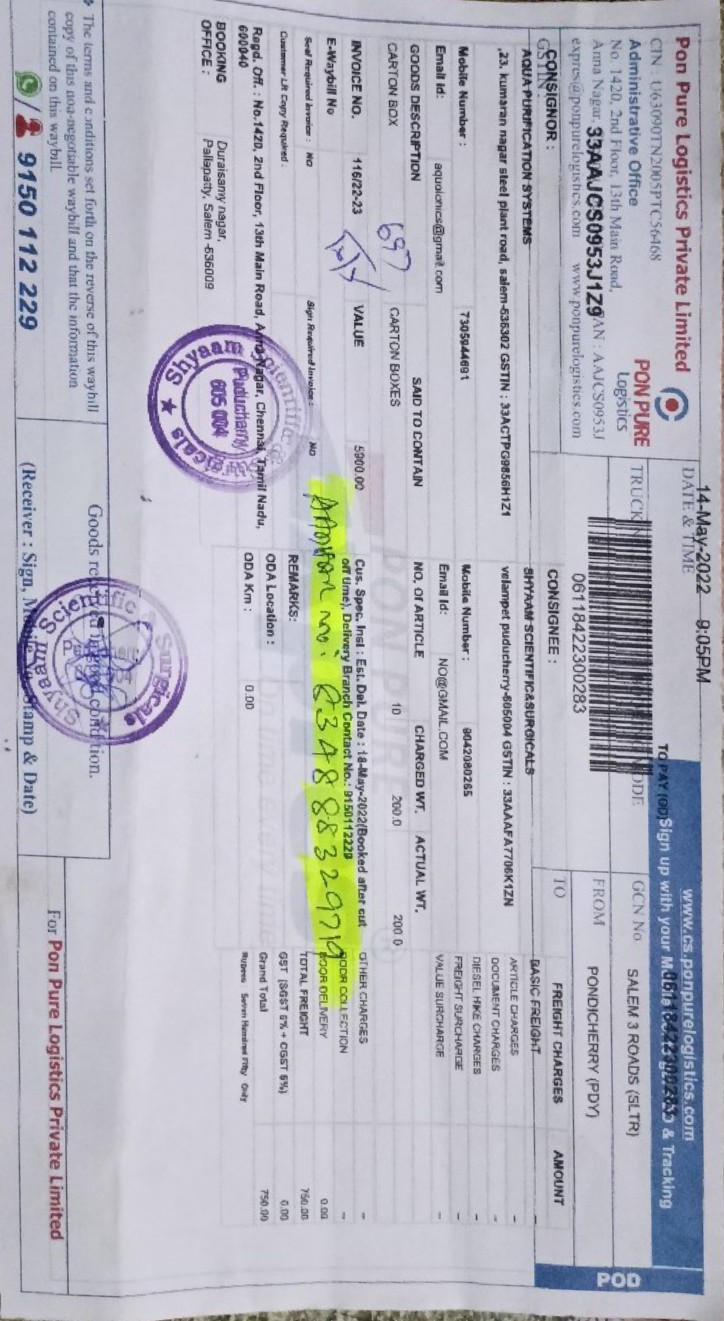 Pon Pure Logistics Private Limited
CIN : U63090TN2005PTC56468
Administrative Office
No. 1420, 2nd Floor, 13th Main Road,
Anna Nagar, 33AAJCS0953J1Z9 AN : AAJCS0953J
expres@ponpurelogistics.com www.ponpurelogistics.com
GSTIN :
PON PURE
Logistics
14-May-2022 9:05PM
DATE & TIME
TRUCK
06118422300283
TO PAY (OD)
www.cs.ponpurelogistics.com
Sign up with your M & Tracking
GCN No SALEM 3 ROADS (SLTR)
FROM PONDICHERRY (PDY)
TO
POD
CONSIGNOR :
AQUA PURIFICATION SYSTEMS
,23, kumaran nagar steel plant road, salem-636302 GSTIN : 33ACTPG9856H1Z1
Mobile Number : 7305944691
Email Id: aquoionics@gmail.com
CONSIGNEE :
SHYAAM SCIENTIFIC&SURGICALS
velampet puducherry-605004 GSTIN : 33AAAFA7706K1ZN
Mobile Number : 9042080265
Email Id: NO@GMAIL.COM
GOODS DESCRIPTION SAID TO CONTAIN NO. Of ARTICLE CHARGED WT. ACTUAL WT.
CARTON BOX CARTON BOXES 10 200.0 200.0
697
INVOICE NO. 116/22-23 VALUE 5900.00
E-Waybill No
Seal Required Invoice : NO Sign Required Invoice : NO
Customer LR Copy Required :
Cus. Spec. Inst : Est. Del. Date : 18-May-2022(Booked after cut
off time), Delivery Branch Contact No.: 9150112229
REMARKS:
ODA Location :
ODA Km : 0.00
FREIGHT CHARGES AMOUNT
BASIC FREIGHT -
ARTICLE CHARGES -
DOCUMENT CHARGES -
DIESEL HIKE CHARGES -
FREIGHT SURCHARGE -
VALUE SURCHARGE -
OTHER CHARGES -
DOOR COLLECTION -
DOOR DELIVERY 0.00
TOTAL FREIGHT 750.00
GST (SGST 6% + CGST 6%) 0.00
Grand Total 750.00
Rupees Seven Hundred Fifty Only
Regd. Off. : No.1420, 2nd Floor, 13th Main Road, Anna Nagar, Chennai, Tamil Nadu,
600040
BOOKING
OFFICE :
Duraisamy nagar,
Pallapatty, Salem -636009
Shyaam Scientific & Surgicals
Puducherry
605 004
The terms and conditions set forth on the reverse of this waybill
copy of this non-negotiable waybill and that the information
contained on this waybill.
9150 112 229
Goods received in good condition.
Shyaam Scientific & Surgicals
(Receiver : Sign, Stamp & Date)
For Pon Pure Logistics Private Limited